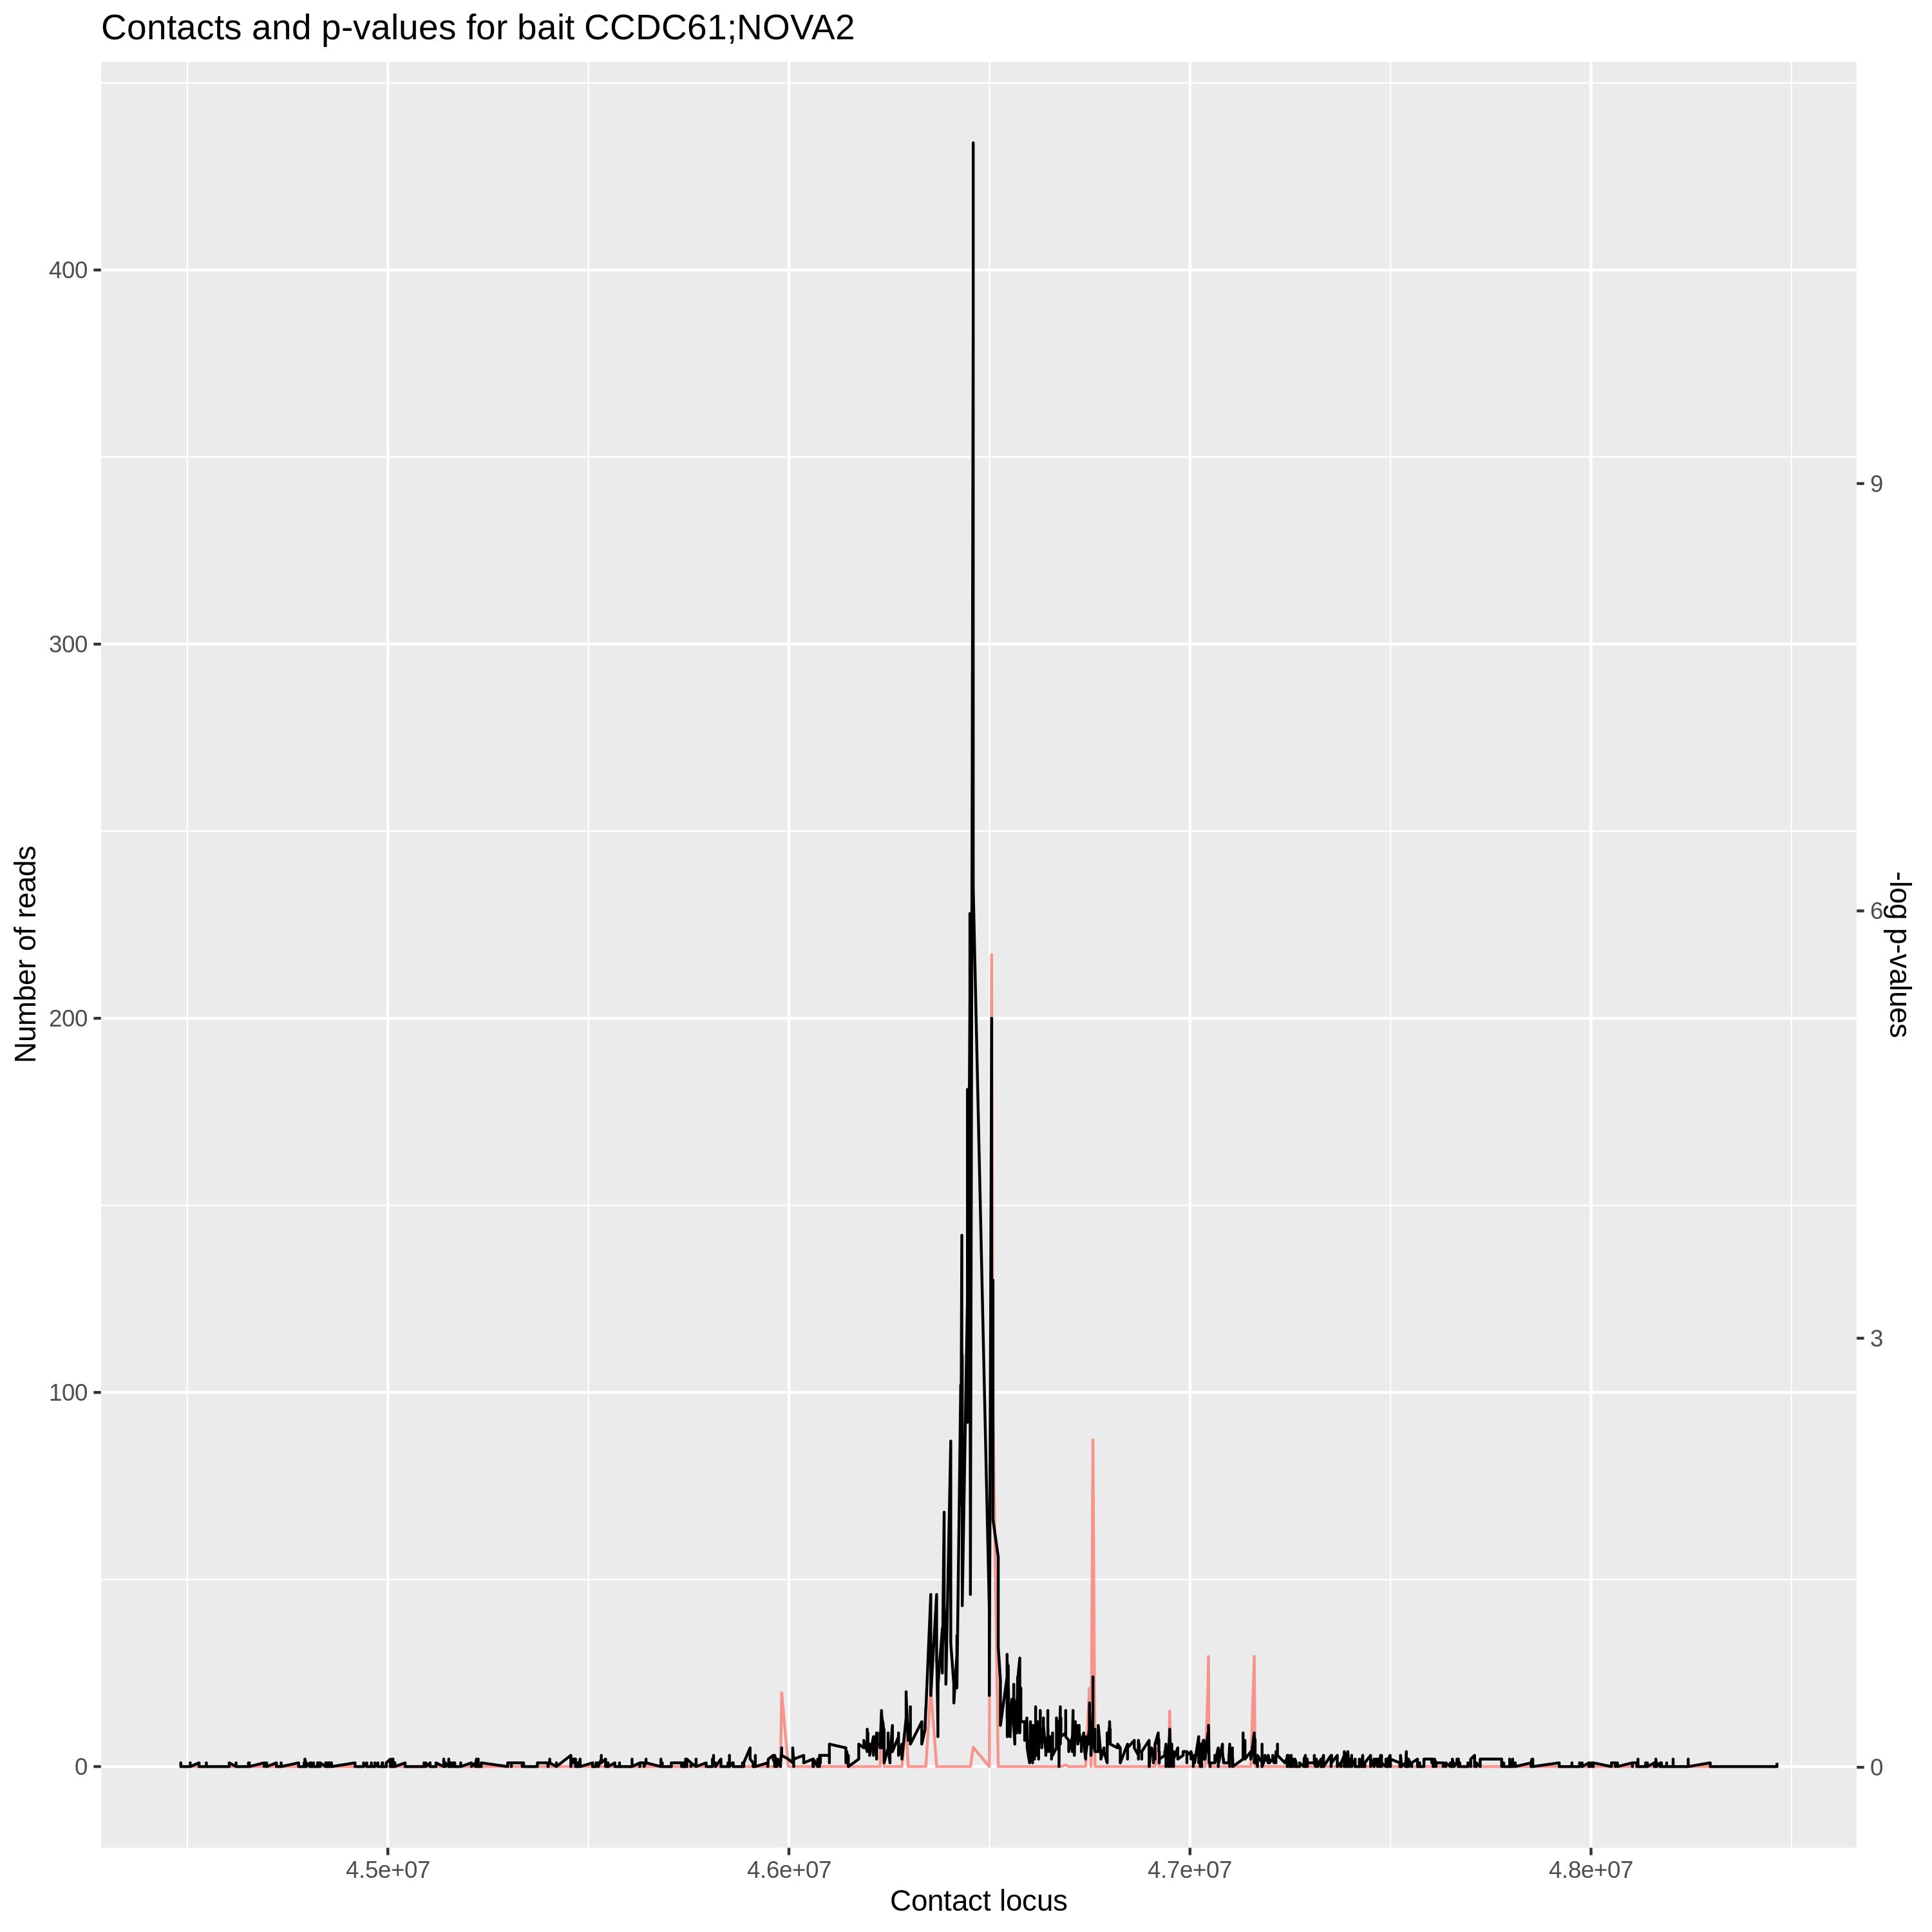 Contacts and p-values for bait CCDC61;NOVA2
400
300
200
100
0
Number of reads
9
6
3
0
-log p-values
4.5e+07 4.6e+07 4.7e+07 4.8e+07
Contact locus